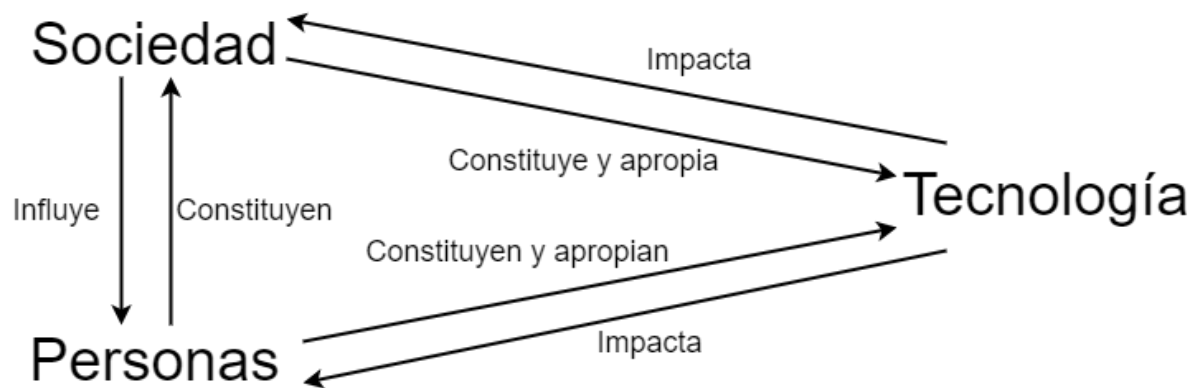 Sociedad
Impacta
Constituye y apropia
Tecnología
Influye
Constituyen
Constituyen y apropian
Impacta
Personas